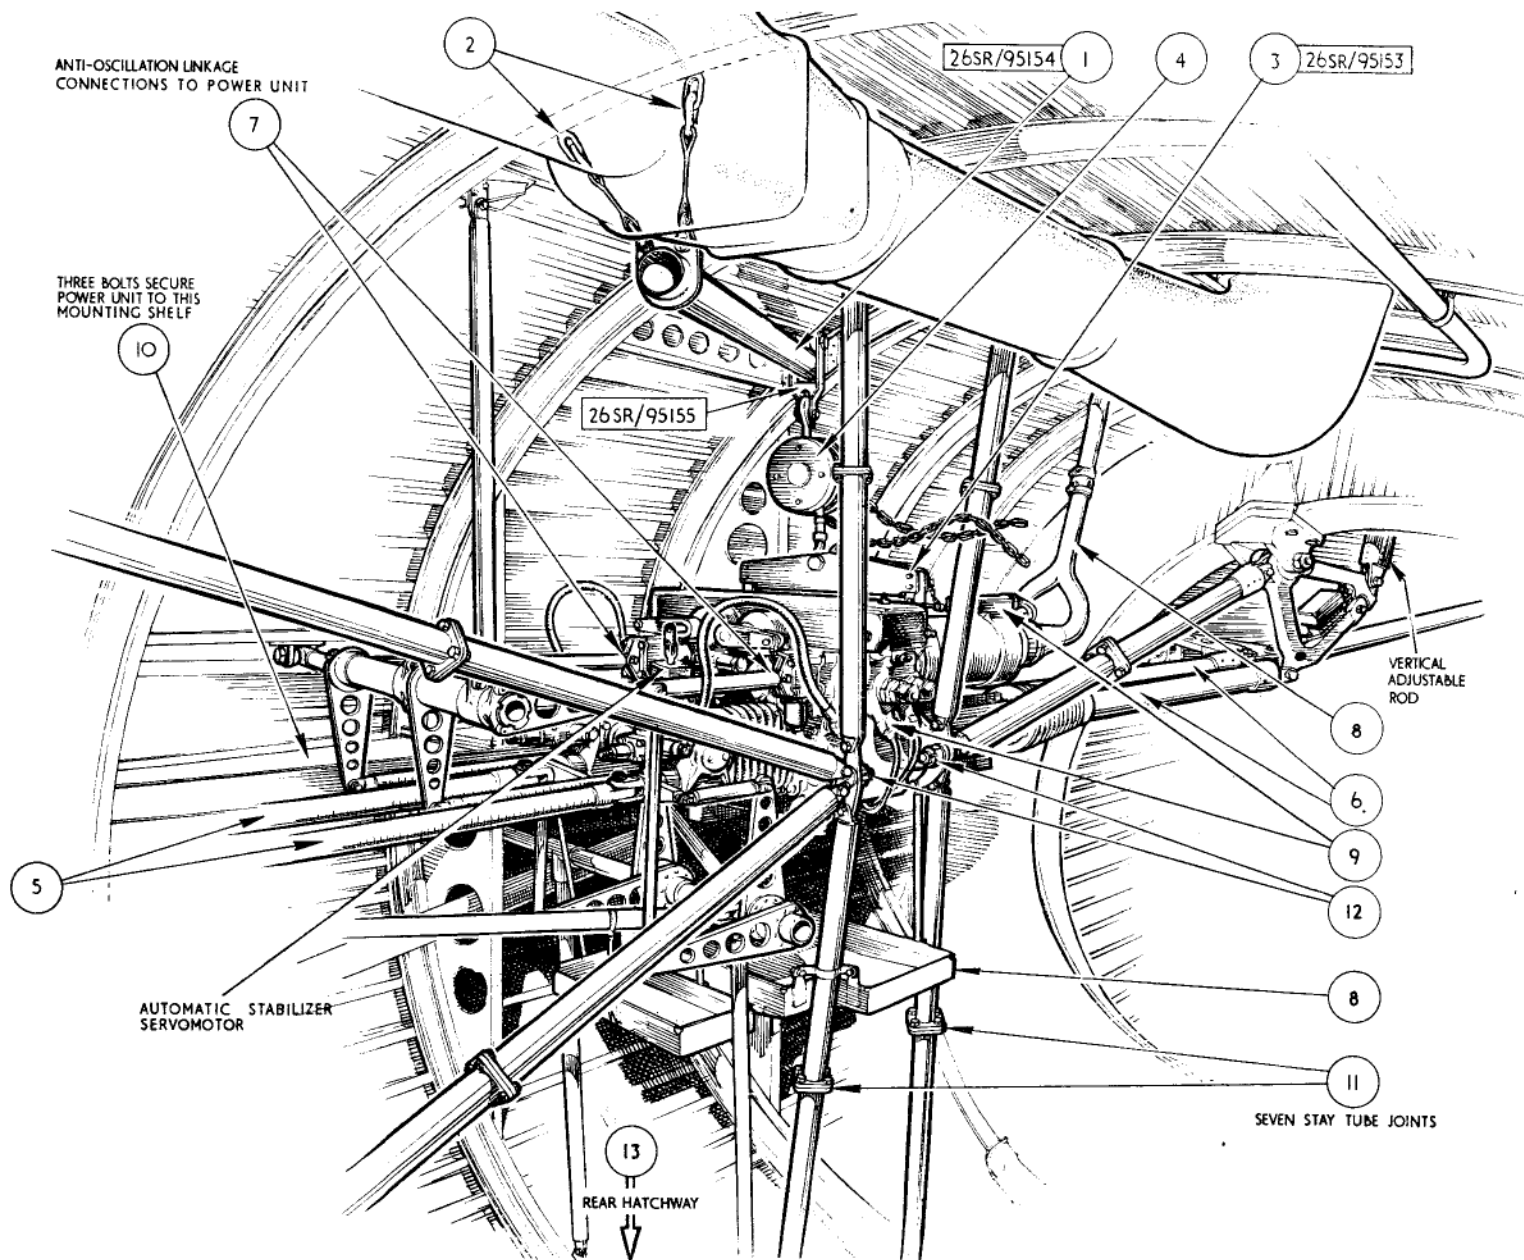 2
26SR/95154
1
4
3
26SR/95153
ANTI-OSCILLATION LINKAGE
CONNECTIONS TO POWER UNIT
7
THREE BOLTS SECURE
POWER UNIT TO THIS
MOUNTING SHELF
10
26SR/95155
VERTICAL
ADJUSTABLE
ROD
8
6
9
5
12
8
AUTOMATIC STABILIZER
SERVOMOTOR
11
SEVEN STAY TUBE JOINTS
13
REAR HATCHWAY